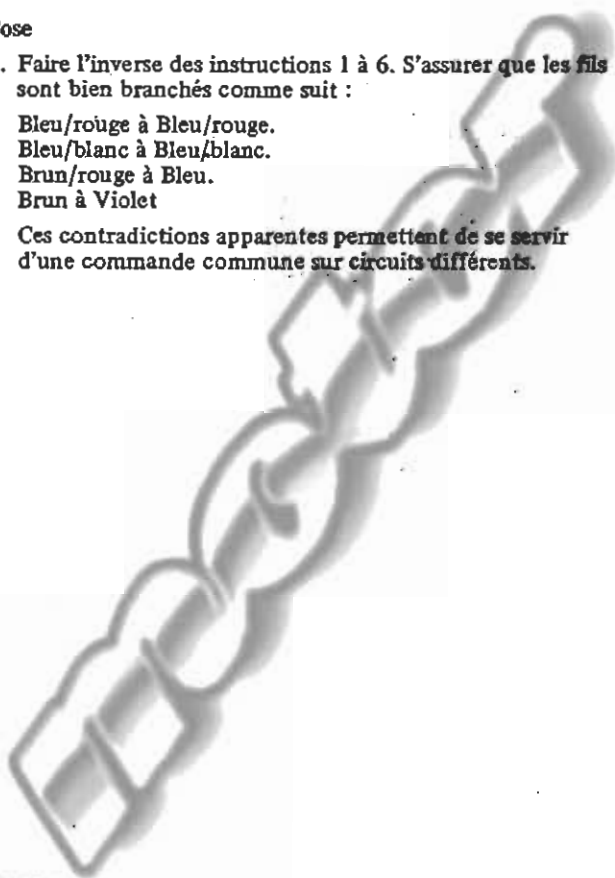 ose
. Faire l'inverse des instructions 1 à 6. S'assurer que les fils
sont bien branchés comme suit :
Bleu/rouge à Bleu/rouge.
Bleu/blanc à Bleu/blanc.
Brun/rouge à Bleu.
Brun à Violet
Ces contradictions apparentes permettent de se servir
d'une commande commune sur circuits différents.